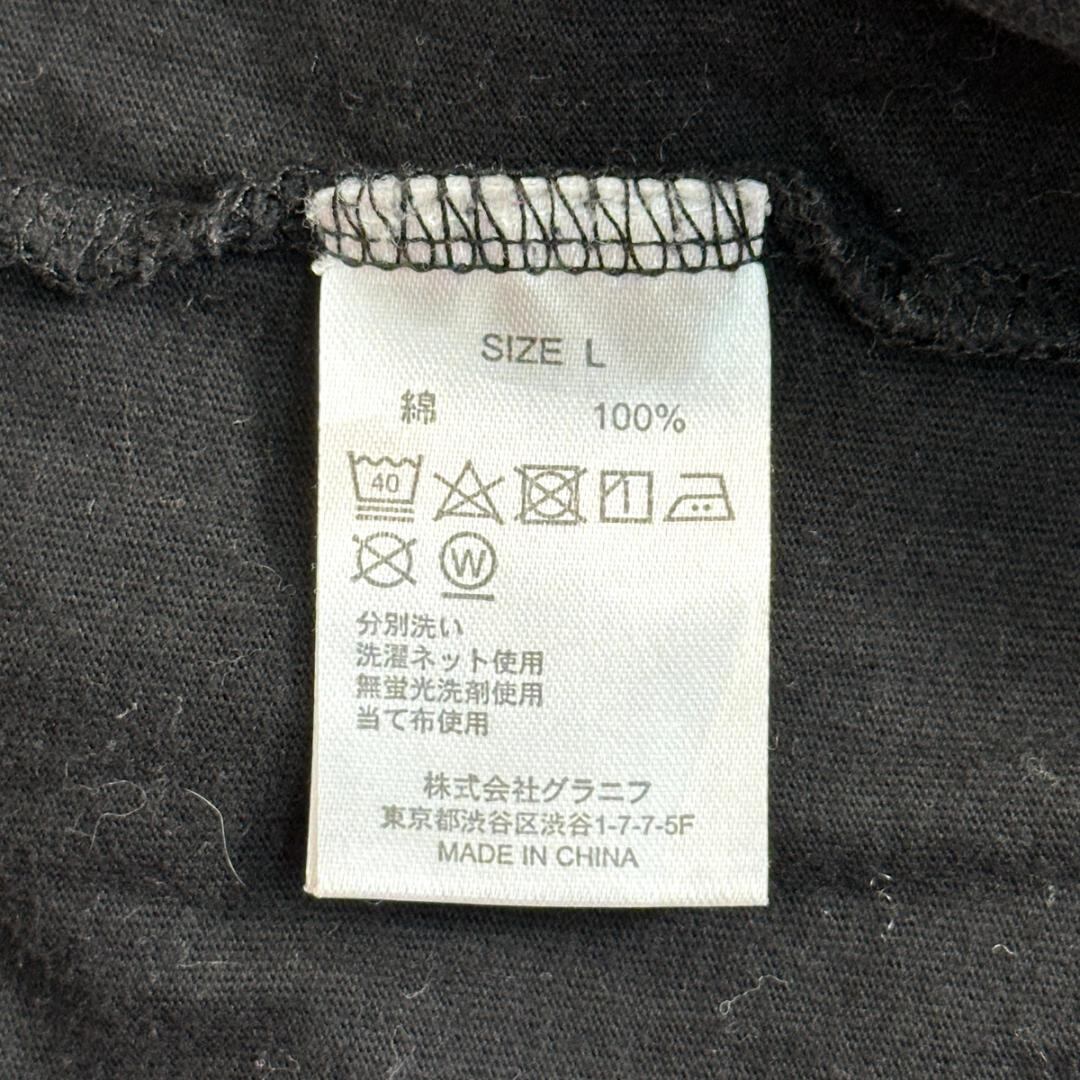 SIZE L
綿 100%
40
W
分別洗い
洗濯ネット使用
無蛍光洗剤使用
当て布使用
株式会社グラニフ
東京都渋谷区渋谷1-7-7-5F
MADE IN CHINA